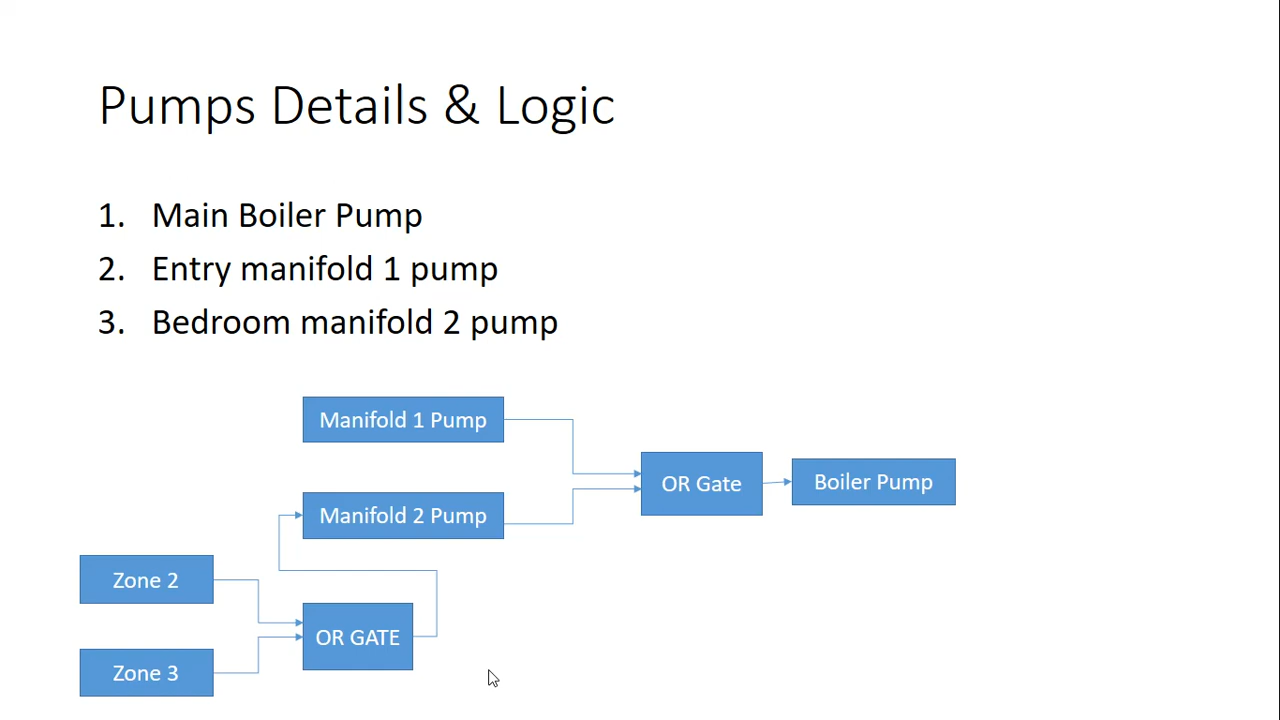 Pumps Details & Logic
1. Main Boiler Pump
2. Entry manifold 1 pump
3. Bedroom manifold 2 pump
Manifold 1 Pump
OR Gate
Boiler Pump
Manifold 2 Pump
Zone 2
OR GATE
Zone 3